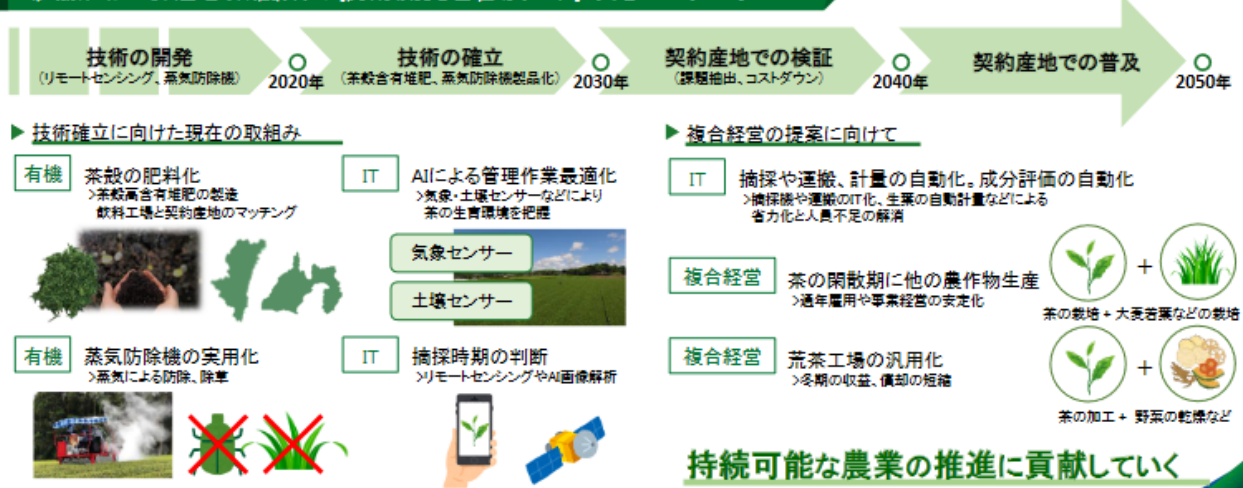 技術の開発
(リモートセンシング、蒸気防除機)
2020年
技術の確立
(茶殻含有堆肥、蒸気防除機製品化)
2030年
契約産地での検証
(課題抽出、コストダウン)
2040年
契約産地での普及
2050年
▶ 技術確立に向けた現在の取組み
有機
茶殻の肥料化
>茶殻高含有堆肥の製造
飲料工場と契約産地のマッチング
IT
AIによる管理作業最適化
>気象・土壌センサーなどにより
茶の生育環境を把握
気象センサー
土壌センサー
有機
蒸気防除機の実用化
>蒸気による防除、除草
IT
摘採時期の判断
>リモートセンシングやAI画像解析
▶ 複合経営の提案に向けて
IT
摘採や運搬、計量の自動化。成分評価の自動化
>摘採機や運搬のIT化、生葉の自動計量などによる
省力化と人員不足の解消
複合経営
茶の閑散期に他の農作物生産
>通年雇用や事業経営の安定化
+
茶の栽培 + 大麦若葉などの栽培
複合経営
荒茶工場の汎用化
>冬期の収益、償却の短縮
+
茶の加工 + 野菜の乾燥など
持続可能な農業の推進に貢献していく